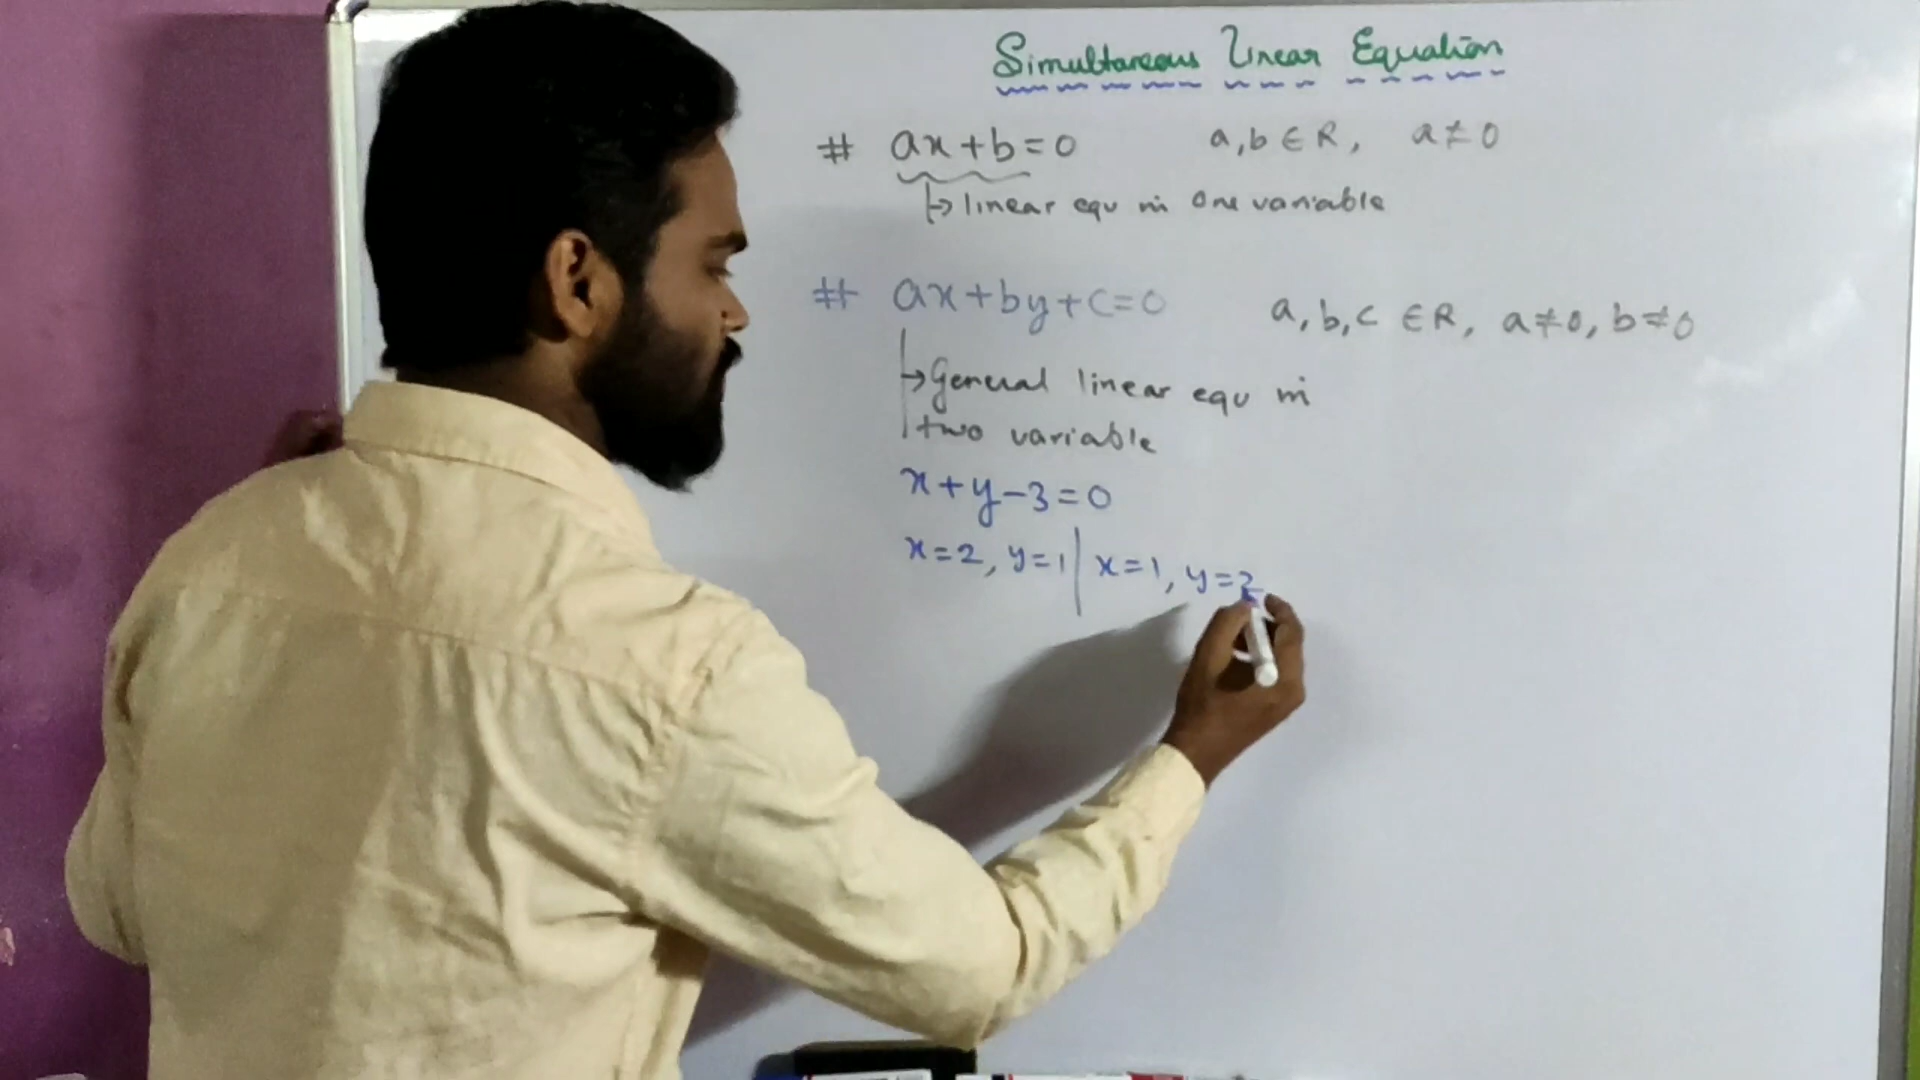 Simultaneous Linear Equation
# ax+b=0 a,b ∈ R, a≠0
↳ linear equ in one variable
# ax+by+c=0 a,b,c ∈ R, a≠0, b≠0
→ General linear equ in
two variable
x+y-3=0
x=2, y=1 | x=1, y=2